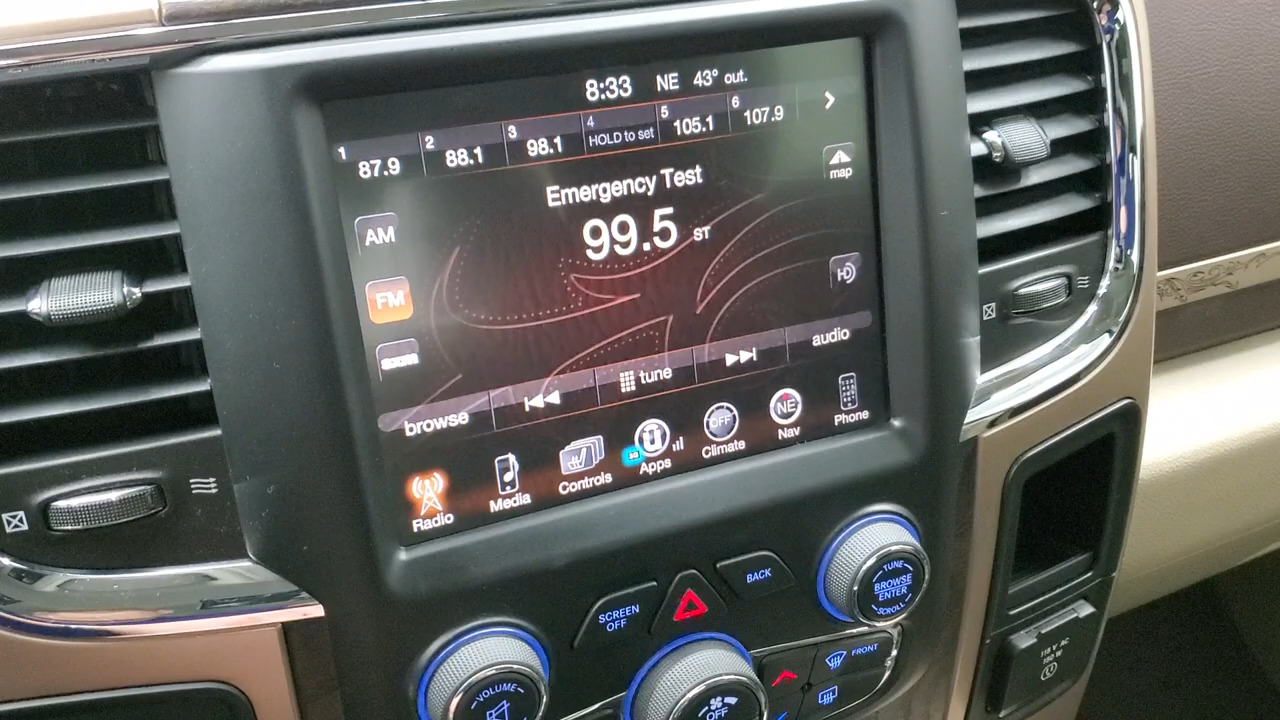 8:33 NE 43° out.
1 87.9 2 88.1 3 98.1 4 HOLD to set 5 105.1 6 107.9
map
Emergency Test
99.5 ST
AM
FM
HD
browse tune audio
Radio Media Controls Apps OFF Climate NE Nav Phone
SCREEN OFF
BACK
TUNE
BROWSE
ENTER
SCROLL
VOLUME
OFF
FRONT
115 V AC
150 W